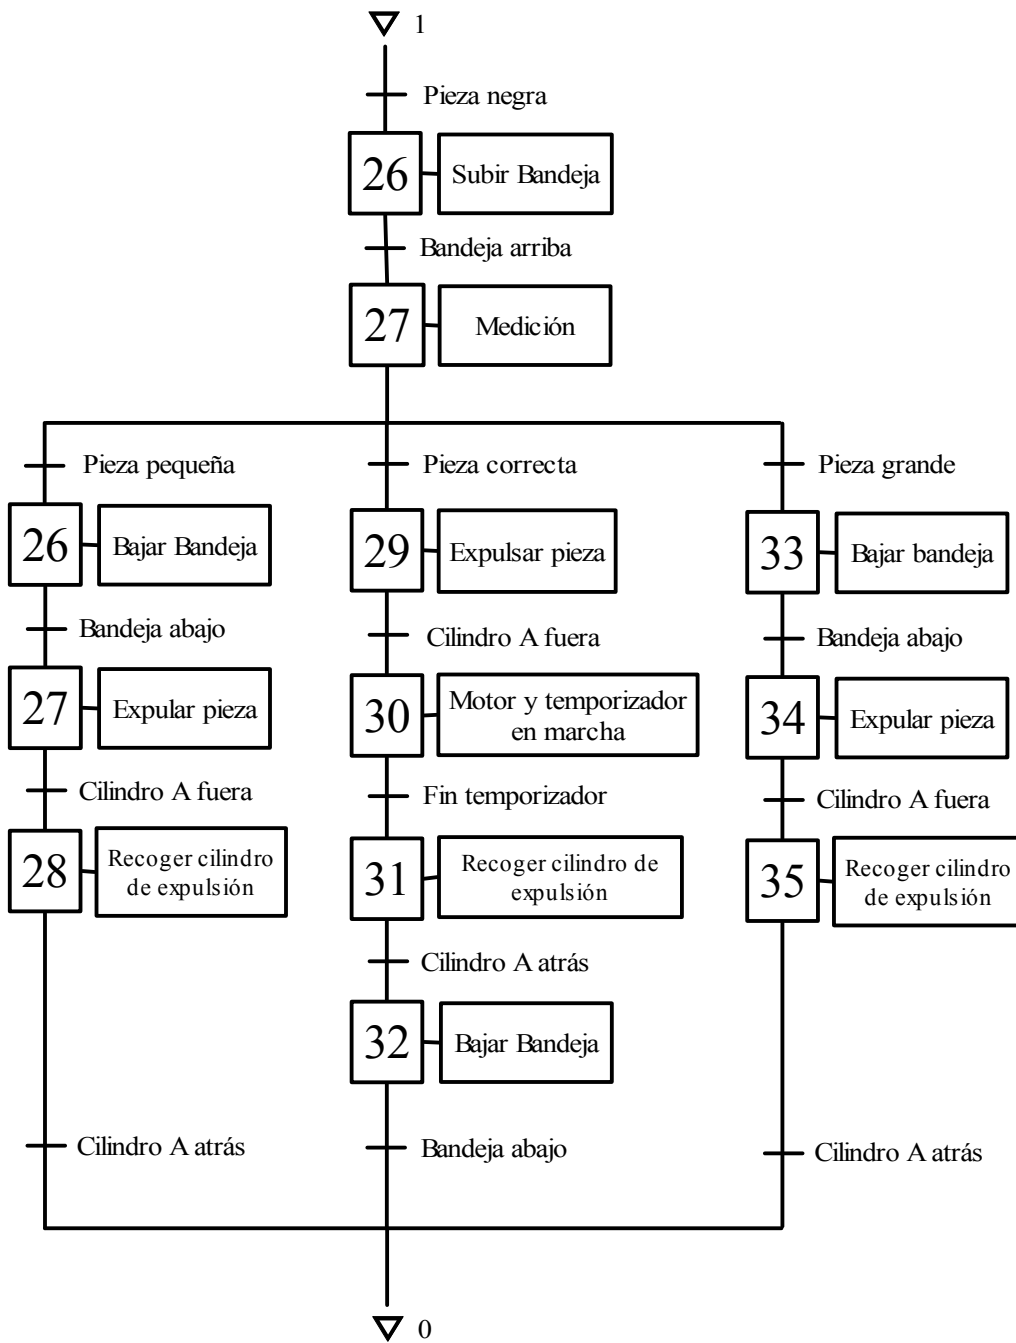 1
Pieza negra
26
Subir Bandeja
Bandeja arriba
27
Medición
Pieza pequeña
26
Bajar Bandeja
Bandeja abajo
27
Expular pieza
Cilindro A fuera
28
Recoger cilindro
de expulsión
Cilindro A atrás
Pieza correcta
29
Expulsar pieza
Cilindro A fuera
30
Motor y temporizador
en marcha
Fin temporizador
31
Recoger cilindro de
expulsión
Cilindro A atrás
32
Bajar Bandeja
Bandeja abajo
Pieza grande
33
Bajar bandeja
Bandeja abajo
34
Expular pieza
Cilindro A fuera
35
Recoger cilindro
de expulsión
Cilindro A atrás
0